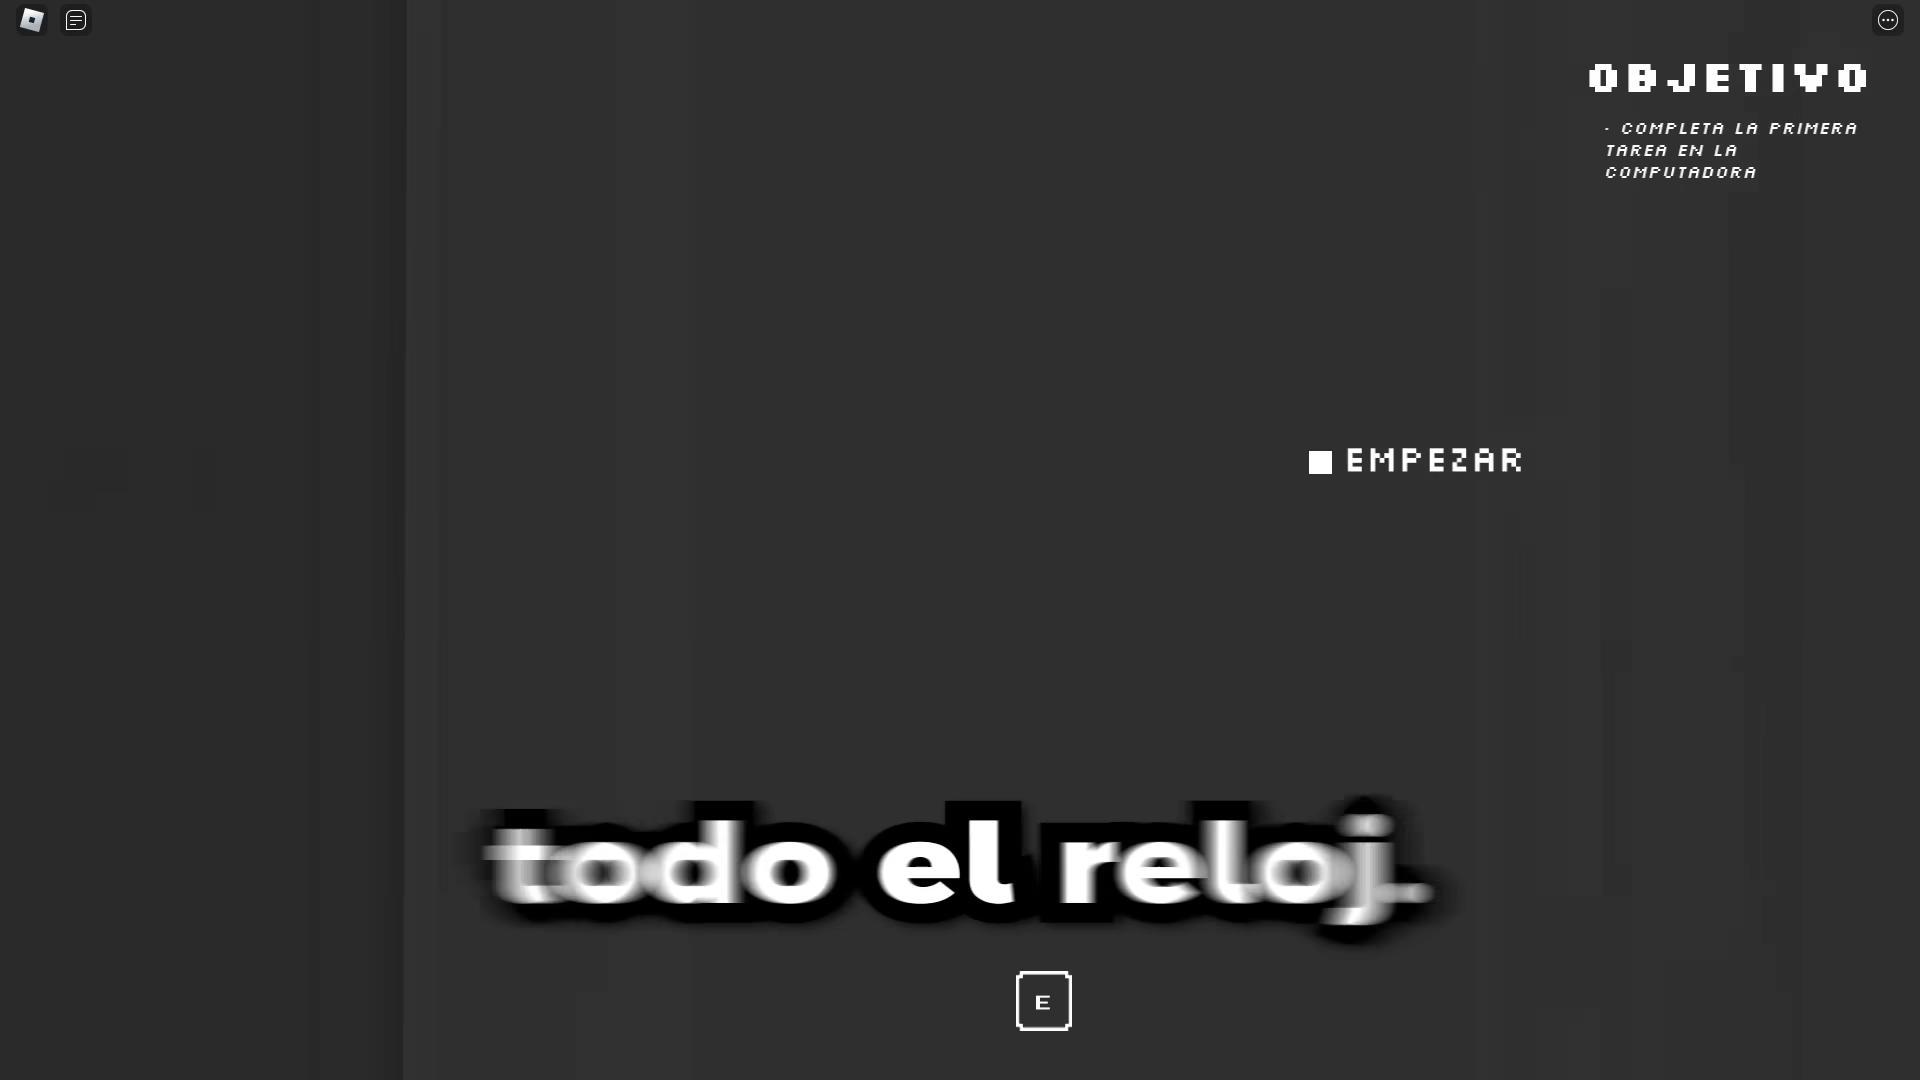 OBJETIVO
- COMPLETA LA PRIMERA
TAREA EN LA
COMPUTADORA
EMPEZAR
todo el reloj.
E